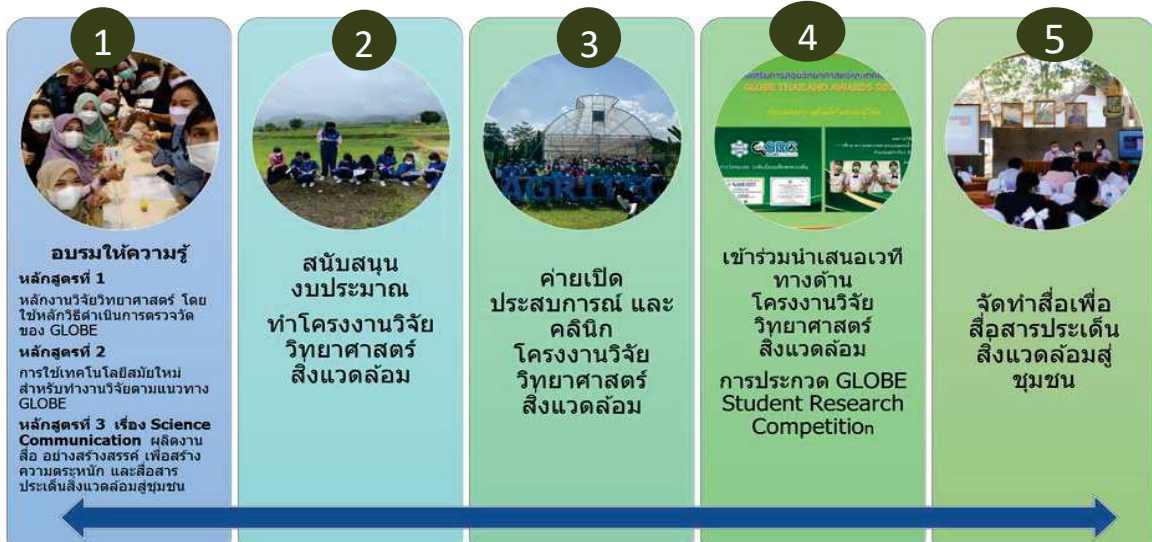 1
อบรมให้ความรู้
หลักสูตรที่ 1
หลักงานวิจัยวิทยาศาสตร์ โดย
ใช้หลักวิธีดำเนินการตรวจวัด
ของ GLOBE
หลักสูตรที่ 2
การใช้เทคโนโลยีสมัยใหม่
สำหรับทำงานวิจัยตามแนวทาง
GLOBE
หลักสูตรที่ 3 เรื่อง Science
Communication ผลิตงาน
สื่อ อย่างสร้างสรรค์ เพื่อสร้าง
ความตระหนัก และสื่อสาร
ประเด็นสิ่งแวดล้อมสู่ชุมชน
2
สนับสนุน
งบประมาณ
ทำโครงงานวิจัย
วิทยาศาสตร์
สิ่งแวดล้อม
3
AGRITEC
ค่ายเปิด
ประสบการณ์ และ
คลินิก
โครงงานวิจัย
วิทยาศาสตร์
สิ่งแวดล้อม
4
GLOBE THAILAND AWARDS
เข้าร่วมนำเสนอเวที
ทางด้าน
โครงงานวิจัย
วิทยาศาสตร์
สิ่งแวดล้อม
การประกวด GLOBE
Student Research
Competition
5
จัดทำสื่อเพื่อ
สื่อสารประเด็น
สิ่งแวดล้อมสู่
ชุมชน